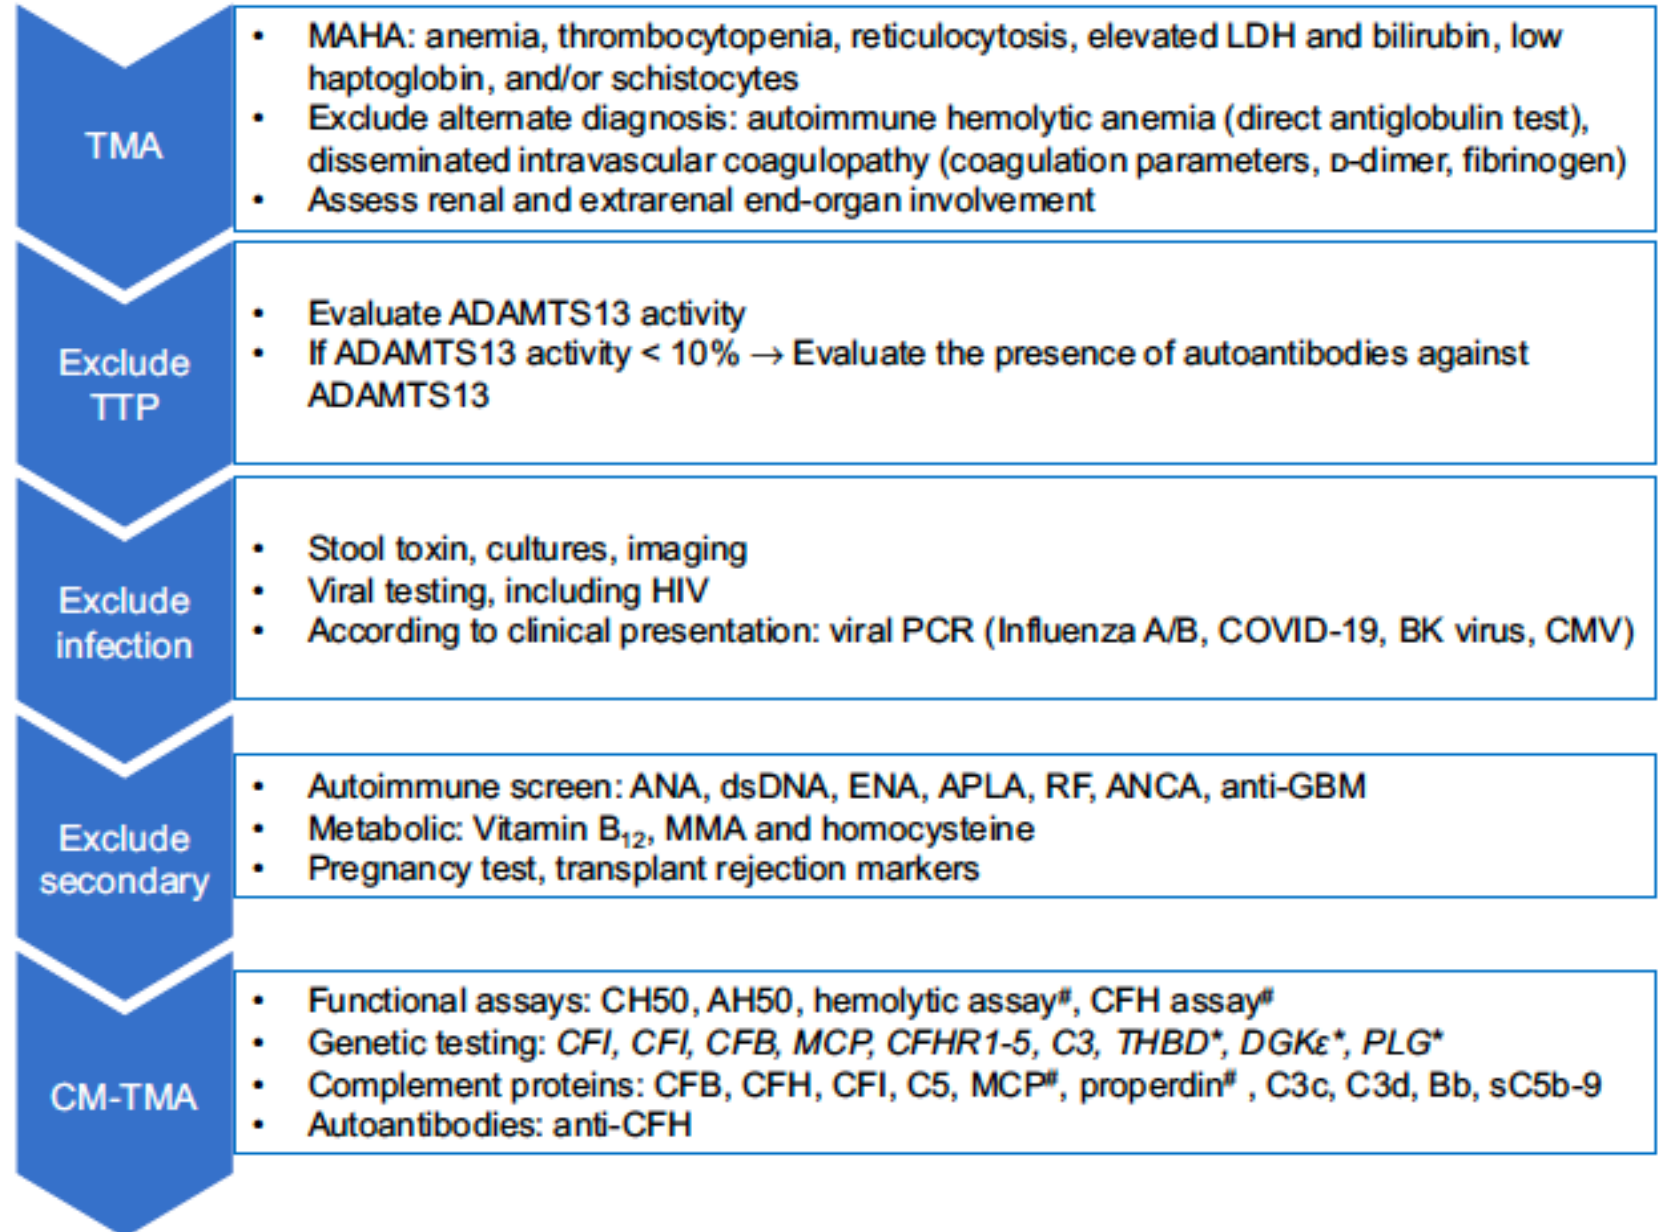 TMA
• MAHA: anemia, thrombocytopenia, reticulocytosis, elevated LDH and bilirubin, low
haptoglobin, and/or schistocytes
• Exclude alternate diagnosis: autoimmune hemolytic anemia (direct antiglobulin test),
disseminated intravascular coagulopathy (coagulation parameters, ᴅ-dimer, fibrinogen)
• Assess renal and extrarenal end-organ involvement
Exclude
TTP
• Evaluate ADAMTS13 activity
• If ADAMTS13 activity < 10% → Evaluate the presence of autoantibodies against
ADAMTS13
Exclude
infection
• Stool toxin, cultures, imaging
• Viral testing, including HIV
• According to clinical presentation: viral PCR (Influenza A/B, COVID-19, BK virus, CMV)
Exclude
secondary
• Autoimmune screen: ANA, dsDNA, ENA, APLA, RF, ANCA, anti-GBM
• Metabolic: Vitamin B₁₂, MMA and homocysteine
• Pregnancy test, transplant rejection markers
CM-TMA
• Functional assays: CH50, AH50, hemolytic assay#, CFH assay#
• Genetic testing: CFI, CFI, CFB, MCP, CFHR1-5, C3, THBD*, DGKε*, PLG*
• Complement proteins: CFB, CFH, CFI, C5, MCP#, properdin# , C3c, C3d, Bb, sC5b-9
• Autoantibodies: anti-CFH